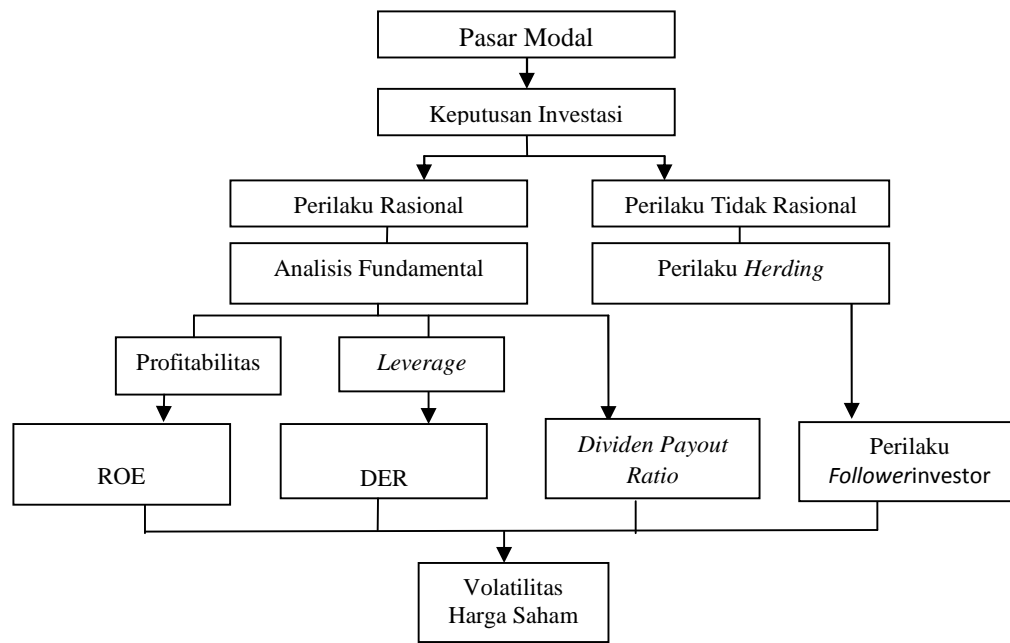 Pasar Modal
Keputusan Investasi
Perilaku Rasional
Perilaku Tidak Rasional
Analisis Fundamental
Perilaku Herding
Profitabilitas
Leverage
ROE
DER
Dividen Payout
Ratio
Perilaku
Followerinvestor
Volatilitas
Harga Saham